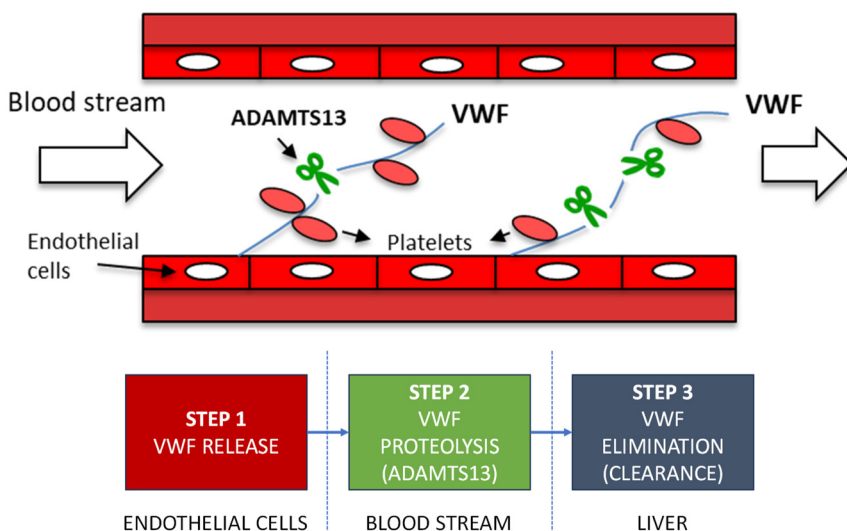 Blood stream
ADAMTS13
VWF
VWF
Endothelial
cells
Platelets
STEP 1
VWF RELEASE
STEP 2
VWF
PROTEOLYSIS
(ADAMTS13)
STEP 3
VWF
ELIMINATION
(CLEARANCE)
ENDOTHELIAL CELLS
BLOOD STREAM
LIVER